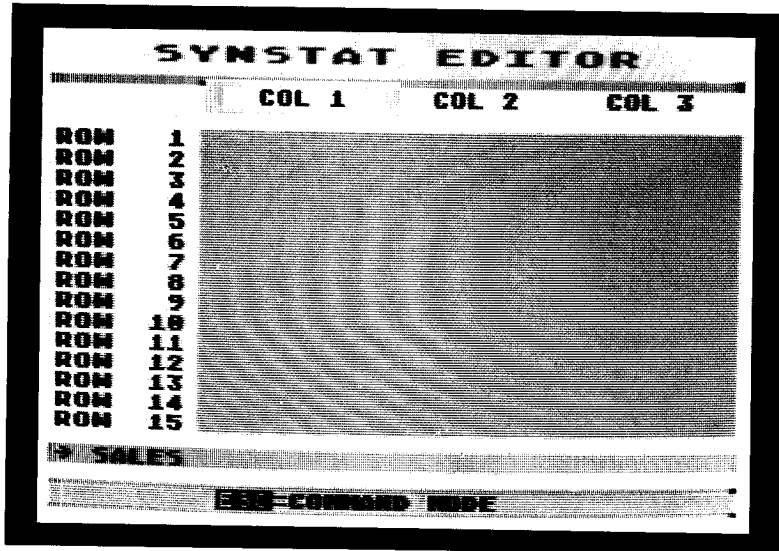 SYNSTAT EDITOR
COL 1 COL 2 COL 3
ROW 1
ROW 2
ROW 3
ROW 4
ROW 5
ROW 6
ROW 7
ROW 8
ROW 9
ROW 10
ROW 11
ROW 12
ROW 13
ROW 14
ROW 15
> SALES
ESC-COMMAND MODE